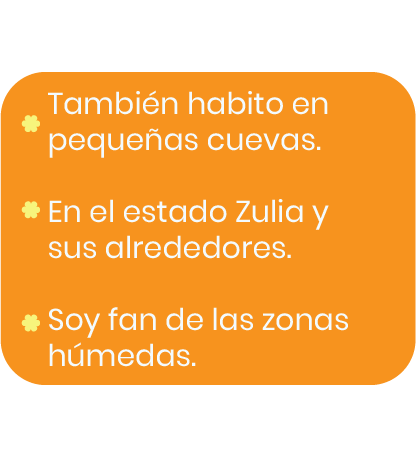 También habito en
pequeñas cuevas.
En el estado Zulia y
sus alrededores.
Soy fan de las zonas
húmedas.